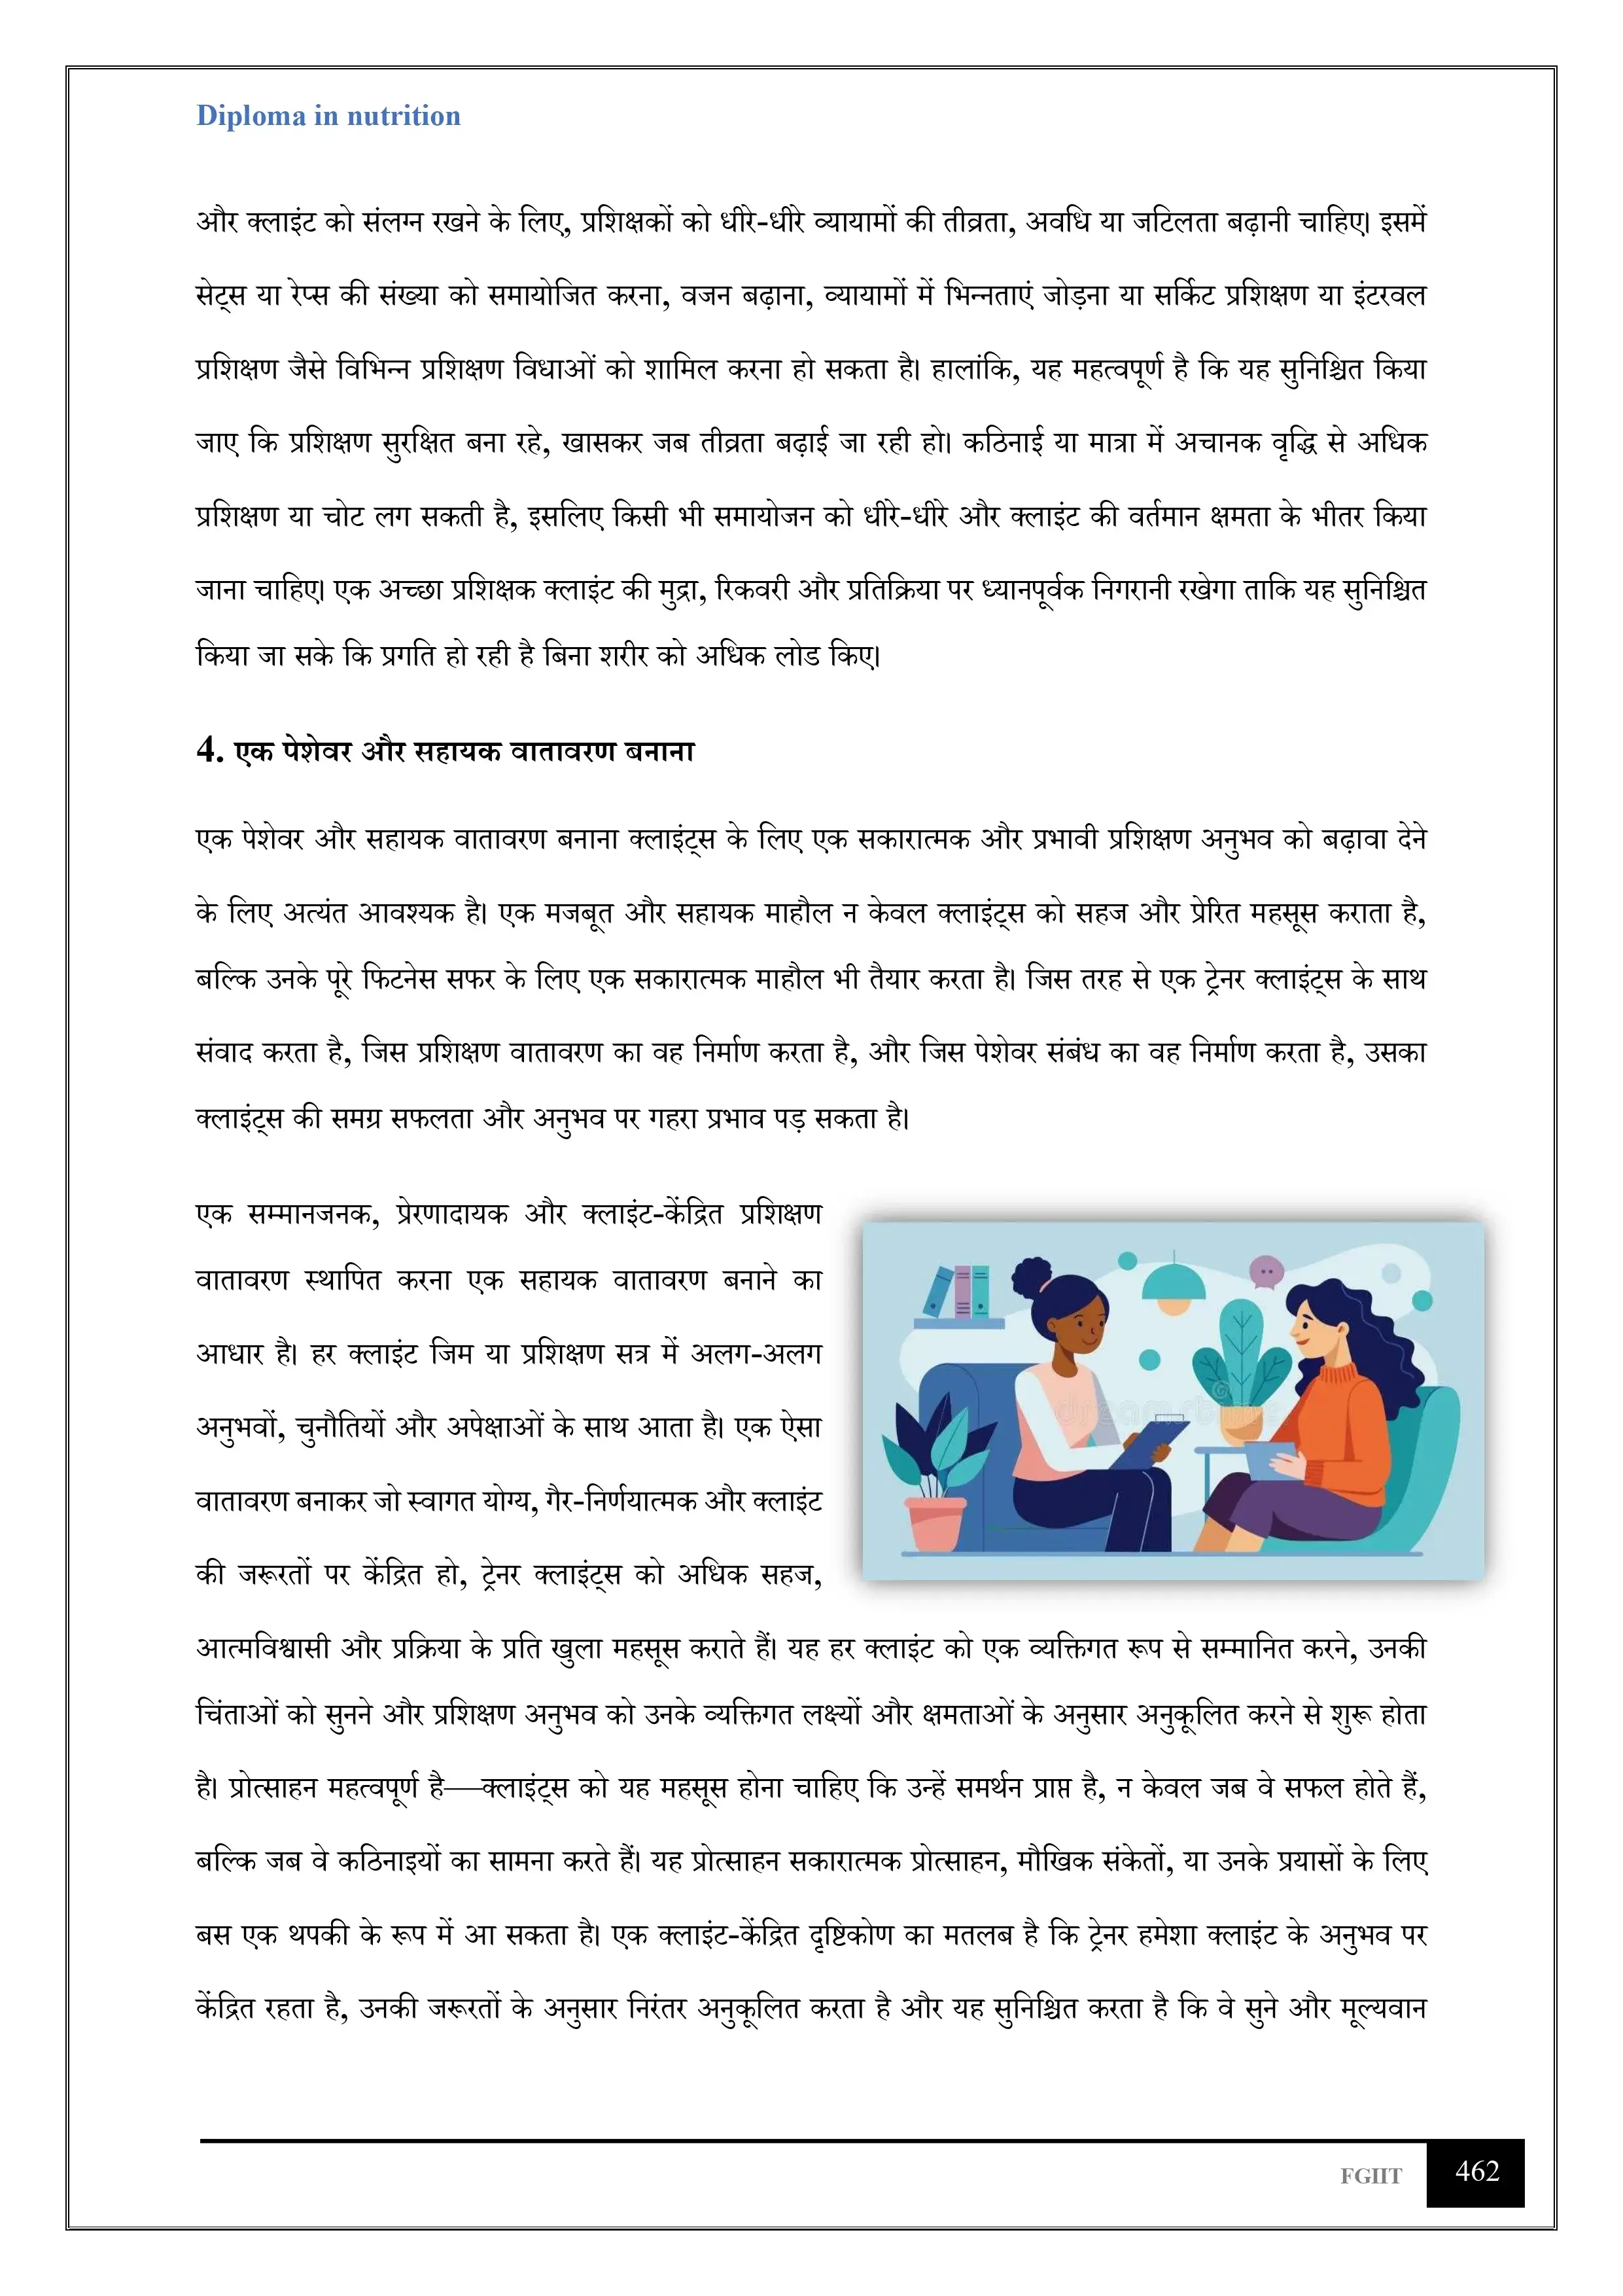 Diploma in nutrition
और क्लाइंट को संलग्न रखने के लिए, प्रशिक्षकों को धीरे-धीरे व्यायामों की तीव्रता, अवधि या जटिलता बढ़ानी चाहिए। इसमें
सेट्स या रेप्स की संख्या को समायोजित करना, वजन बढ़ाना, व्यायामों में भिन्नताएं जोड़ना या सर्किट प्रशिक्षण या इंटरवल
प्रशिक्षण जैसे विभिन्न प्रशिक्षण विधाओं को शामिल करना हो सकता है। हालांकि, यह महत्वपूर्ण है कि यह सुनिश्चित किया
जाए कि प्रशिक्षण सुरक्षित बना रहे, खासकर जब तीव्रता बढ़ाई जा रही हो। कठिनाई या मात्रा में अचानक वृद्धि से अधिक
प्रशिक्षण या चोट लग सकती है, इसलिए किसी भी समायोजन को धीरे-धीरे और क्लाइंट की वर्तमान क्षमता के भीतर किया
जाना चाहिए। एक अच्छा प्रशिक्षक क्लाइंट की मुद्रा, रिकवरी और प्रतिक्रिया पर ध्यानपूर्वक निगरानी रखेगा ताकि यह सुनिश्चित
किया जा सके कि प्रगति हो रही है बिना शरीर को अधिक लोड किए।
4. एक पेशेवर और सहायक वातावरण बनाना
एक पेशेवर और सहायक वातावरण बनाना क्लाइंट्स के लिए एक सकारात्मक और प्रभावी प्रशिक्षण अनुभव को बढ़ावा देने
के लिए अत्यंत आवश्यक है। एक मजबूत और सहायक माहौल न केवल क्लाइंट्स को सहज और प्रेरित महसूस कराता है,
बल्कि उनके पूरे फिटनेस सफर के लिए एक सकारात्मक माहौल भी तैयार करता है। जिस तरह से एक ट्रेनर क्लाइंट्स के साथ
संवाद करता है, जिस प्रशिक्षण वातावरण का वह निर्माण करता है, और जिस पेशेवर संबंध का वह निर्माण करता है, उसका
क्लाइंट्स की समग्र सफलता और अनुभव पर गहरा प्रभाव पड़ सकता है।
एक सम्मानजनक, प्रेरणादायक और क्लाइंट-केंद्रित प्रशिक्षण
वातावरण स्थापित करना एक सहायक वातावरण बनाने का
आधार है। हर क्लाइंट जिम या प्रशिक्षण सत्र में अलग-अलग
अनुभवों, चुनौतियों और अपेक्षाओं के साथ आता है। एक ऐसा
वातावरण बनाकर जो स्वागत योग्य, गैर-निर्णयात्मक और क्लाइंट
की जरूरतों पर केंद्रित हो, ट्रेनर क्लाइंट्स को अधिक सहज,
आत्मविश्वासी और प्रक्रिया के प्रति खुला महसूस कराते हैं। यह हर क्लाइंट को एक व्यक्तिगत रूप से सम्मानित करने, उनकी
चिंताओं को सुनने और प्रशिक्षण अनुभव को उनके व्यक्तिगत लक्ष्यों और क्षमताओं के अनुसार अनुकूलित करने से शुरू होता
है। प्रोत्साहन महत्वपूर्ण है—क्लाइंट्स को यह महसूस होना चाहिए कि उन्हें समर्थन प्राप्त है, न केवल जब वे सफल होते हैं,
बल्कि जब वे कठिनाइयों का सामना करते हैं। यह प्रोत्साहन सकारात्मक प्रोत्साहन, मौखिक संकेतों, या उनके प्रयासों के लिए
बस एक थपकी के रूप में आ सकता है। एक क्लाइंट-केंद्रित दृष्टिकोण का मतलब है कि ट्रेनर हमेशा क्लाइंट के अनुभव पर
केंद्रित रहता है, उनकी जरूरतों के अनुसार निरंतर अनुकूलित करता है और यह सुनिश्चित करता है कि वे सुने और मूल्यवान
FGIIT 462